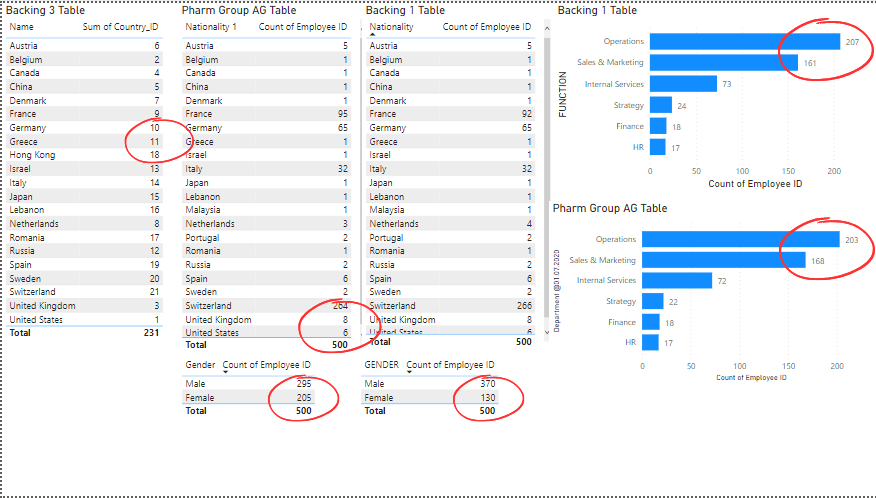 Backing 3 Table
Name Sum of Country_ID
Austria 6
Belgium 2
Canada 4
China 5
Denmark 7
France 9
Germany 10
Greece 11
Hong Kong 18
Israel 13
Italy 14
Japan 15
Lebanon 16
Netherlands 8
Romania 17
Russia 12
Spain 19
Sweden 20
Switzerland 21
United Kingdom 3
United States 1
Total 231
Pharm Group AG Table
Nationality 1 Count of Employee ID
Austria 5
Belgium 1
Canada 1
China 1
Denmark 1
France 95
Germany 65
Greece 1
Israel 1
Italy 32
Japan 1
Lebanon 1
Malaysia 1
Netherlands 3
Portugal 2
Romania 1
Russia 2
Spain 6
Sweden 2
Switzerland 264
United Kingdom 8
United States 6
Total 500
Backing 1 Table
Nationality Count of Employee ID
Austria 5
Belgium 1
Canada 1
China 1
Denmark 1
France 92
Germany 65
Greece 1
Israel 1
Italy 32
Japan 1
Lebanon 1
Malaysia 1
Netherlands 4
Portugal 2
Romania 1
Russia 2
Spain 6
Sweden 2
Switzerland 266
United Kingdom 8
United States 6
Total 500
Gender Count of Employee ID
Male 295
Female 205
Total 500
GENDER Count of Employee ID
Male 370
Female 130
Total 500
Backing 1 Table
FUNCTION
Operations 207
Sales & Marketing 161
Internal Services 73
Strategy 24
Finance 18
HR 17
0 50 100 150 200
Count of Employee ID
Pharm Group AG Table
Department @01.07.2020
Operations 203
Sales & Marketing 168
Internal Services 72
Strategy 22
Finance 18
HR 17
0 50 100 150 200
Count of Employee ID